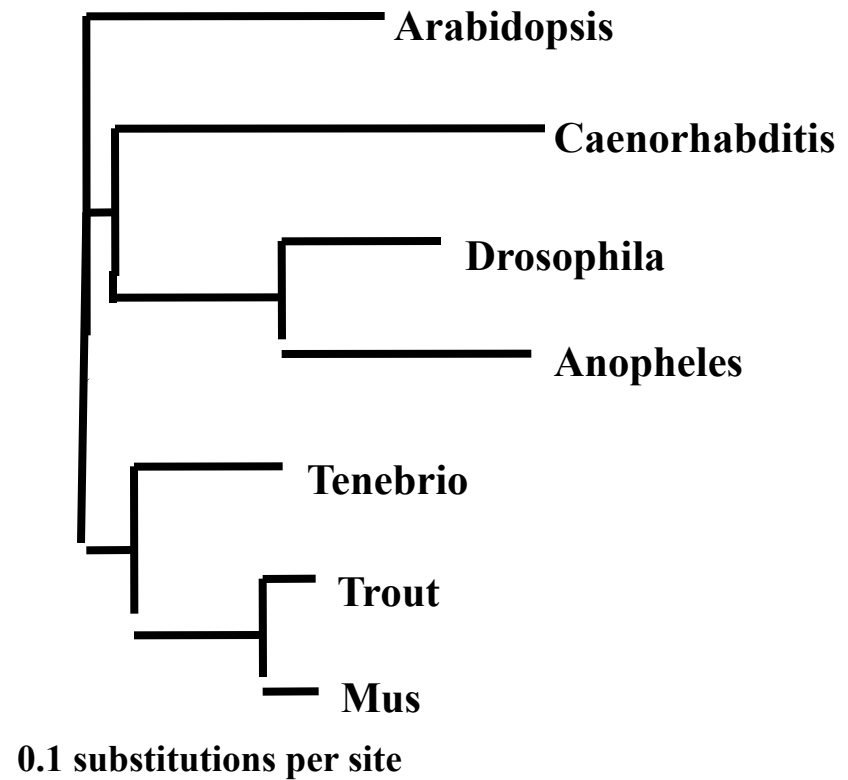 Arabidopsis
Caenorhabditis
Drosophila
Anopheles
Tenebrio
Trout
Mus
0.1 substitutions per site